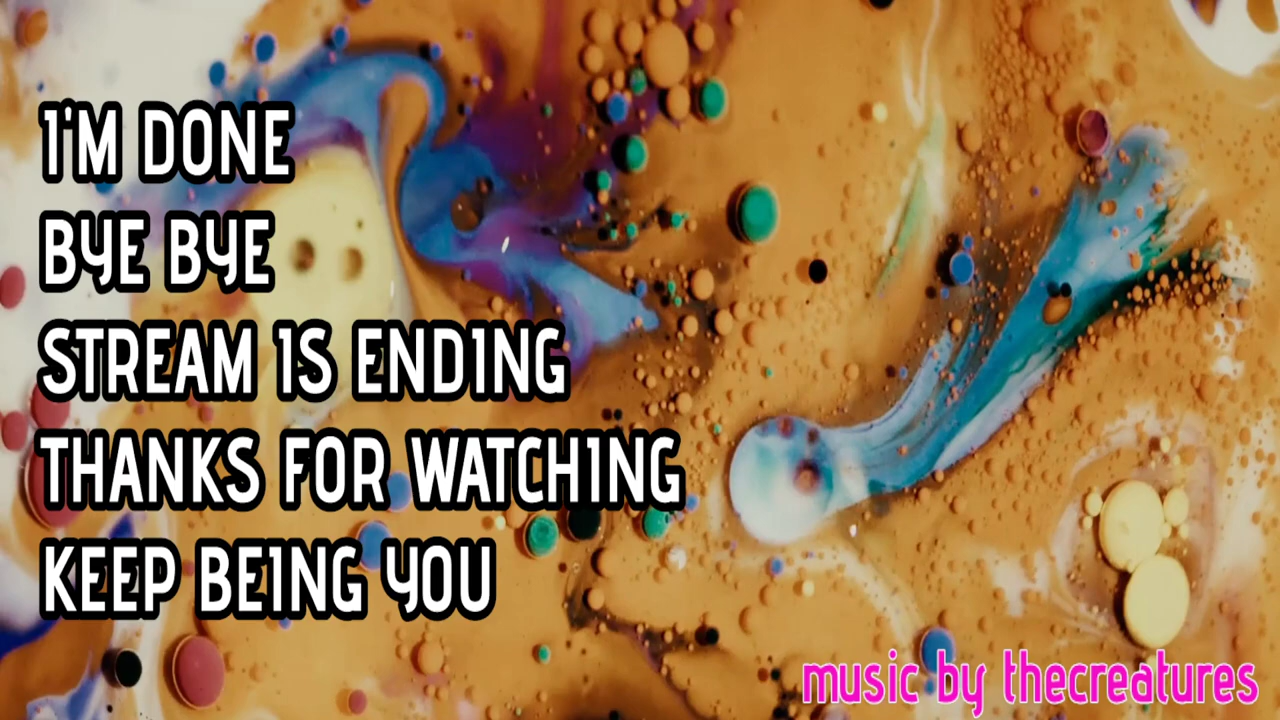 I'M DONE
BYE BYE
STREAM IS ENDING
THANKS FOR WATCHING
KEEP BEING YOU
music by thecreatures